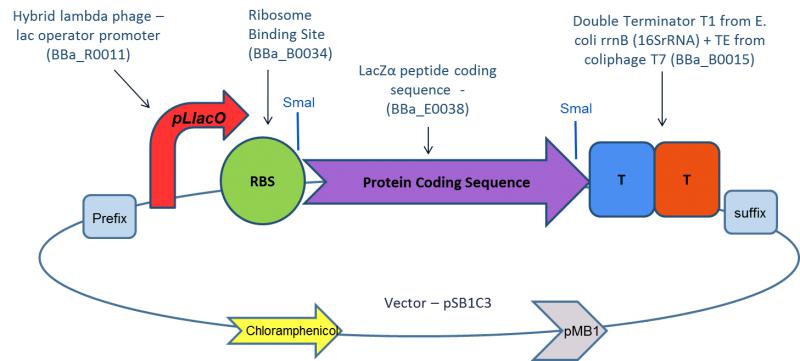 Hybrid lambda phage –
lac operator promoter
(BBa_R0011)
Ribosome
Binding Site
(BBa_B0034)
LacZα peptide coding
sequence -
(BBa_E0038)
Double Terminator T1 from E.
coli rrnB (16SrRNA) + TE from
coliphage T7 (BBa_B0015)
SmaI
SmaI
pLlacO
RBS
Protein Coding Sequence
T
T
Prefix
suffix
Vector – pSB1C3
Chloramphenicol
pMB1